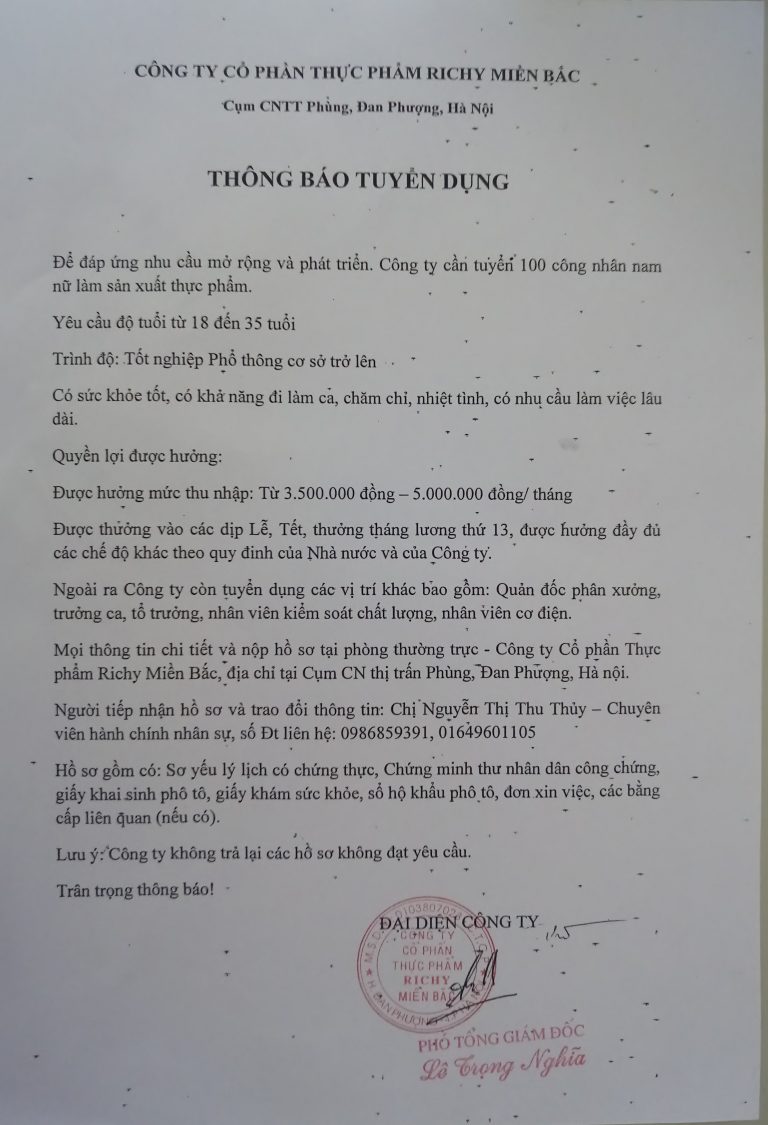 CÔNG TY CỔ PHẦN THỰC PHẨM RICHY MIỀN BẮC
Cụm CNTT Phùng, Đan Phượng, Hà Nội
THÔNG BÁO TUYỂN DỤNG
Để đáp ứng nhu cầu mở rộng và phát triển. Công ty cần tuyển 100 công nhân nam
nữ làm sản xuất thực phẩm.
Yêu cầu độ tuổi từ 18 đến 35 tuổi
Trình độ: Tốt nghiệp Phổ thông cơ sở trở lên
Có sức khỏe tốt, có khả năng đi làm ca, chăm chỉ, nhiệt tình, có nhu cầu làm việc lâu
dài.
Quyền lợi được hưởng:
Được hưởng mức thu nhập: Từ 3.500.000 đồng – 5.000.000 đồng/ tháng
Được thưởng vào các dịp Lễ, Tết, thưởng tháng lương thứ 13, được hưởng đầy đủ
các chế độ khác theo quy đinh của Nhà nước và của Công ty.
Ngoài ra Công ty còn tuyển dụng các vị trí khác bao gồm: Quản đốc phân xưởng,
trưởng ca, tổ trưởng, nhân viên kiểm soát chất lượng, nhân viên cơ điện.
Mọi thông tin chi tiết và nộp hồ sơ tại phòng thường trực - Công ty Cổ phần Thực
phẩm Richy Miền Bắc, địa chỉ tại Cụm CN thị trấn Phùng, Đan Phượng, Hà nội.
Người tiếp nhận hồ sơ và trao đổi thông tin: Chị Nguyễn Thị Thu Thủy – Chuyên
viên hành chính nhân sự, số Đt liên hệ: 0986859391, 01649601105
Hồ sơ gồm có: Sơ yếu lý lịch có chứng thực, Chứng minh thư nhân dân công chứng,
giấy khai sinh phô tô, giấy khám sức khỏe, sổ hộ khẩu phô tô, đơn xin việc, các bằng
cấp liên quan (nếu có).
Lưu ý: Công ty không trả lại các hồ sơ không đạt yêu cầu.
Trân trọng thông báo!
ĐẠI DIỆN CÔNG TY
CÔNG TY
CỔ PHẦN
THỰC PHẨM
RICHY
MIỀN BẮC
H. ĐAN PHƯỢNG
PHÓ TỔNG GIÁM ĐỐC
Lê Trọng Nghĩa